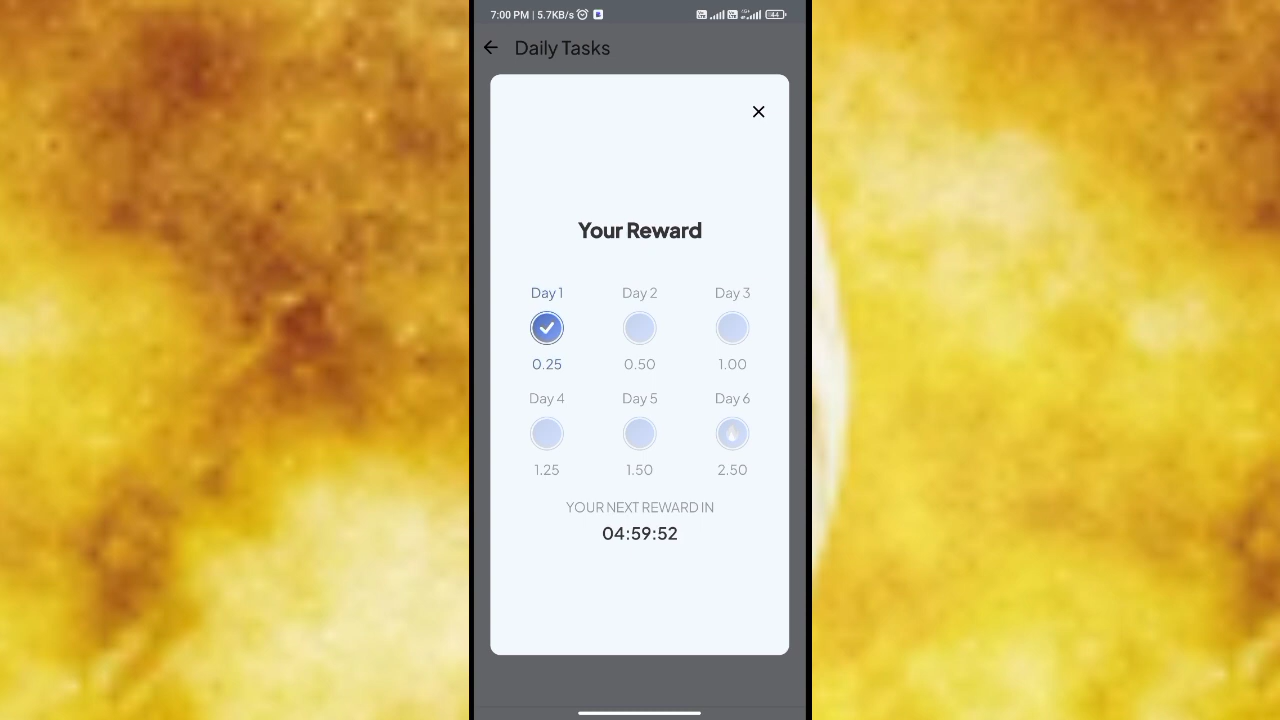 7:00 PM | 5.7KB/s
44
Daily Tasks
Your Reward
Day 1 Day 2 Day 3
0.25 0.50 1.00
Day 4 Day 5 Day 6
1.25 1.50 2.50
YOUR NEXT REWARD IN
04:59:52